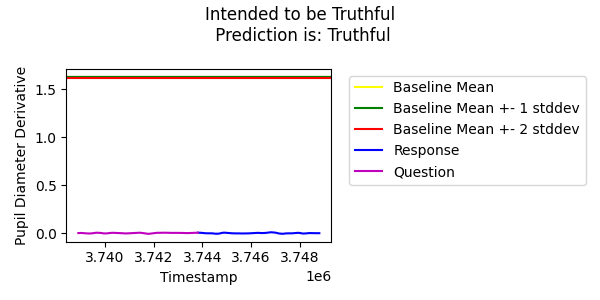 Intended to be Truthful
Prediction is: Truthful
Pupil Diameter Derivative
1.5
1.0
0.5
0.0
3.740 3.742 3.744 3.746 3.748
1e6
Timestamp
Baseline Mean
Baseline Mean +- 1 stddev
Baseline Mean +- 2 stddev
Response
Question